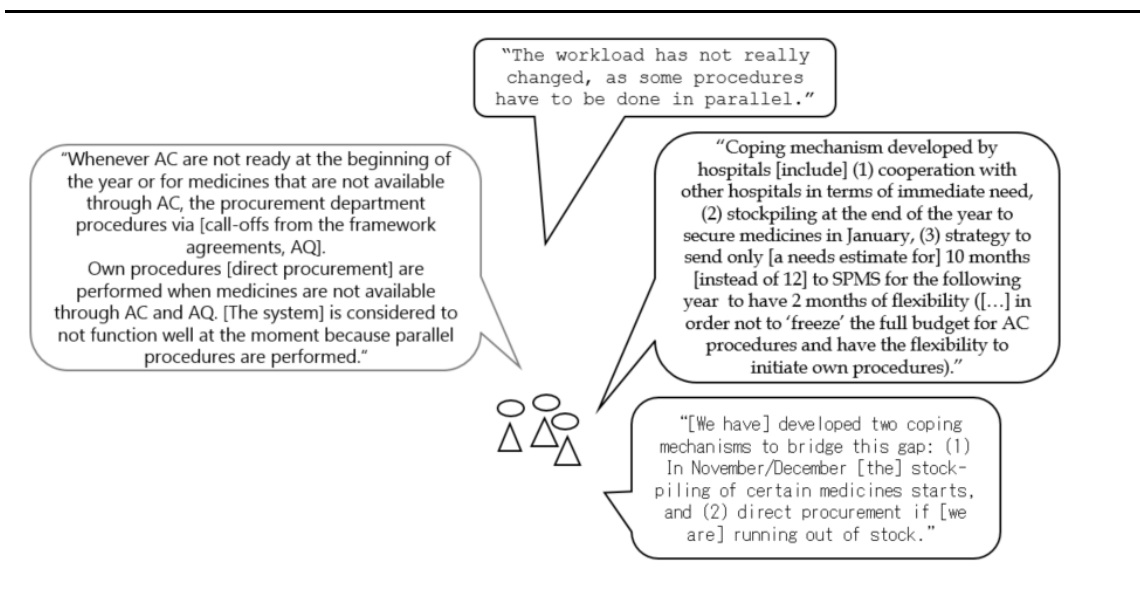 “The workload has not really
changed, as some procedures
have to be done in parallel.”
“Whenever AC are not ready at the beginning of
the year or for medicines that are not available
through AC, the procurement department
procedures via [call-offs from the framework
agreements, AQ].
Own procedures [direct procurement] are
performed when medicines are not available
through AC and AQ. [The system] is considered to
not function well at the moment because parallel
procedures are performed.”
“Coping mechanism developed by
hospitals [include] (1) cooperation with
other hospitals in terms of immediate need,
(2) stockpiling at the end of the year to
secure medicines in January, (3) strategy to
send only [a needs estimate for] 10 months
[instead of 12] to SPMS for the following
year to have 2 months of flexibility ([…] in
order not to ‘freeze’ the full budget for AC
procedures and have the flexibility to
initiate own procedures).”
“[We have] developed two coping
mechanisms to bridge this gap: (1)
In November/December [the] stock-
piling of certain medicines starts,
and (2) direct procurement if [we
are] running out of stock.”